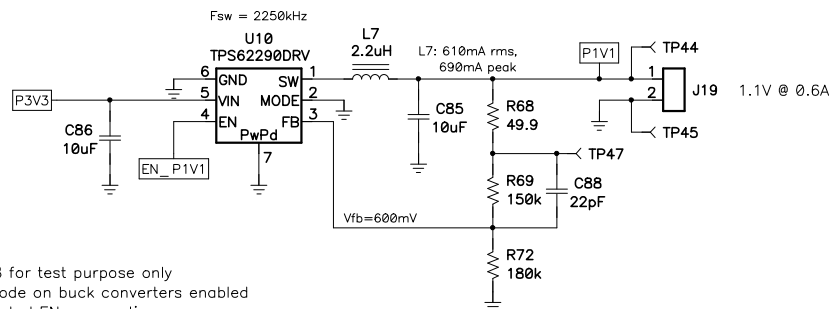 Fsw = 2250kHz
U10
TPS62290DRV
L7
2.2uH
L7: 610mA rms,
690mA peak
P1V1
TP44
6
GND
SW
1
P3V3
5
VIN
MODE
2
4
EN
FB
3
PwPd
7
EN_P1V1
C86
10uF
C85
10uF
R68
49.9
1
2
J19
1.1V @ 0.6A
TP45
TP47
R69
150k
C88
22pF
Vfb=600mV
R72
180k
for test purpose only
ode on buck converters enabled